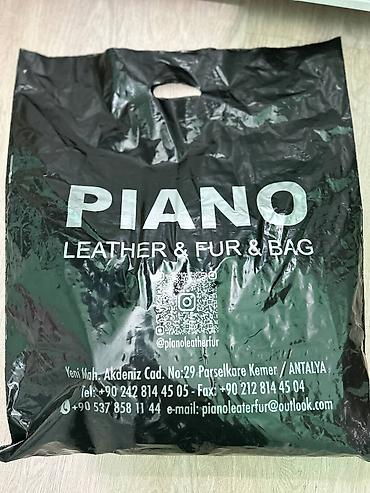 PIANO
LEATHER & FUR & BAG
@pianoleatherfur
Yeni Mah. Akdeniz Cad. No:29 Parselkare Kemer / ANTALYA
Tel: +90 242 814 45 05 - Fax: +90 212 814 45 04
+90 537 858 11 44 e-mail: pianoleaterfur@outlook.com